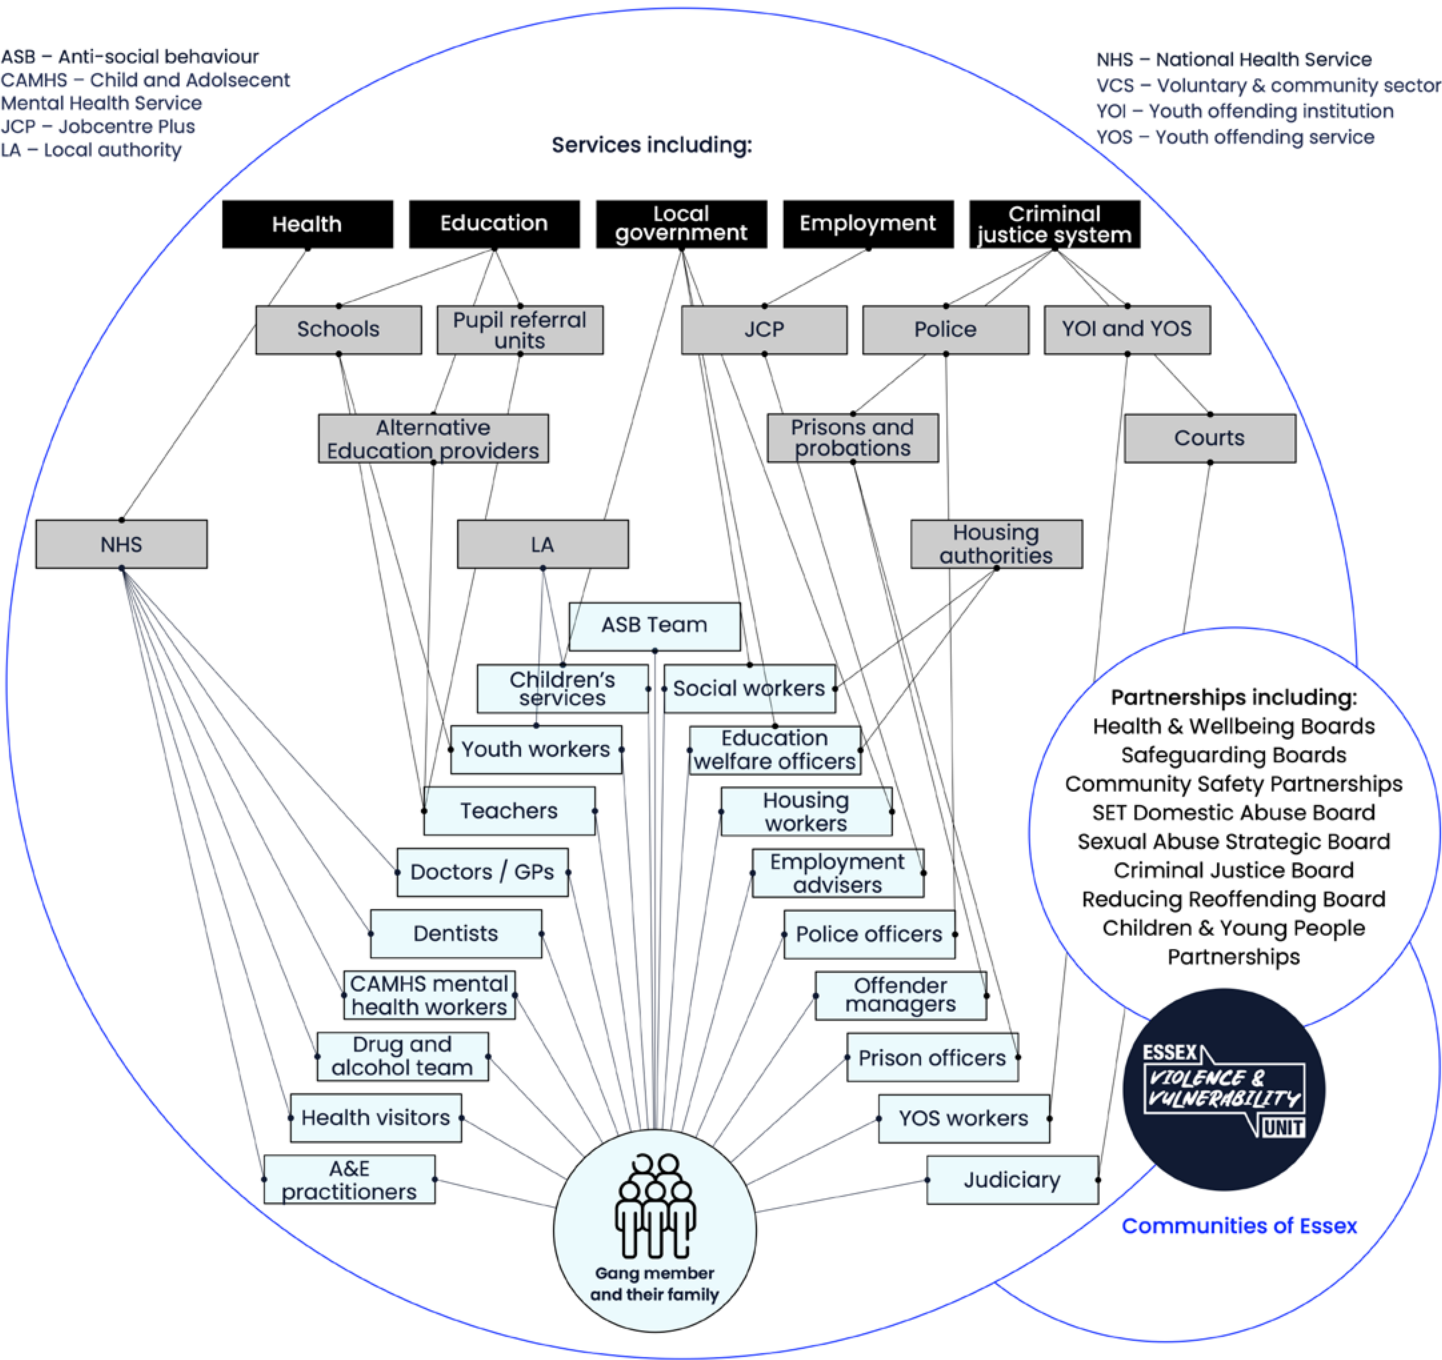 ASB – Anti-social behaviour
CAMHS – Child and Adolsecent
Mental Health Service
JCP – Jobcentre Plus
LA – Local authority
NHS – National Health Service
VCS – Voluntary & community sector
YOI – Youth offending institution
YOS – Youth offending service
Services including:
Health
Education
Local
government
Employment
Criminal
justice system
Schools
Pupil referral
units
JCP
Police
YOI and YOS
Alternative
Education providers
Prisons and
probations
Courts
NHS
LA
Housing
authorities
ASB Team
Children's
services
Social workers
Youth workers
Education
welfare officers
Teachers
Housing
workers
Doctors / GPs
Employment
advisers
Dentists
Police officers
CAMHS mental
health workers
Offender
managers
Drug and
alcohol team
Prison officers
Health visitors
YOS workers
A&E
practitioners
Judiciary
Gang member
and their family
Partnerships including:
Health & Wellbeing Boards
Safeguarding Boards
Community Safety Partnerships
SET Domestic Abuse Board
Sexual Abuse Strategic Board
Criminal Justice Board
Reducing Reoffending Board
Children & Young People
Partnerships
ESSEX
VIOLENCE &
VULNERABILITY
UNIT
Communities of Essex